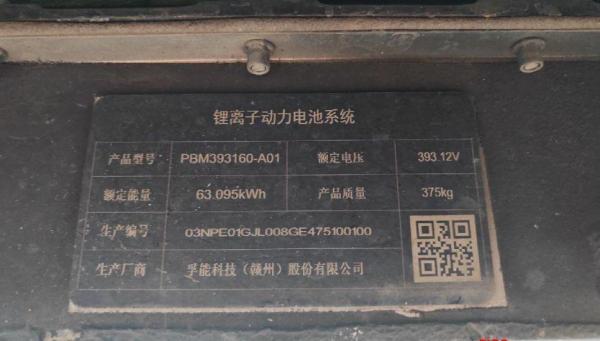 锂离子动力电池系统
产品型号 PBM393160-A01 额定电压 393.12V
额定能量 63.095kWh 产品质量 375kg
生产编号 03NPE01GJL008GE475100100
生产厂商 孚能科技（赣州）股份有限公司